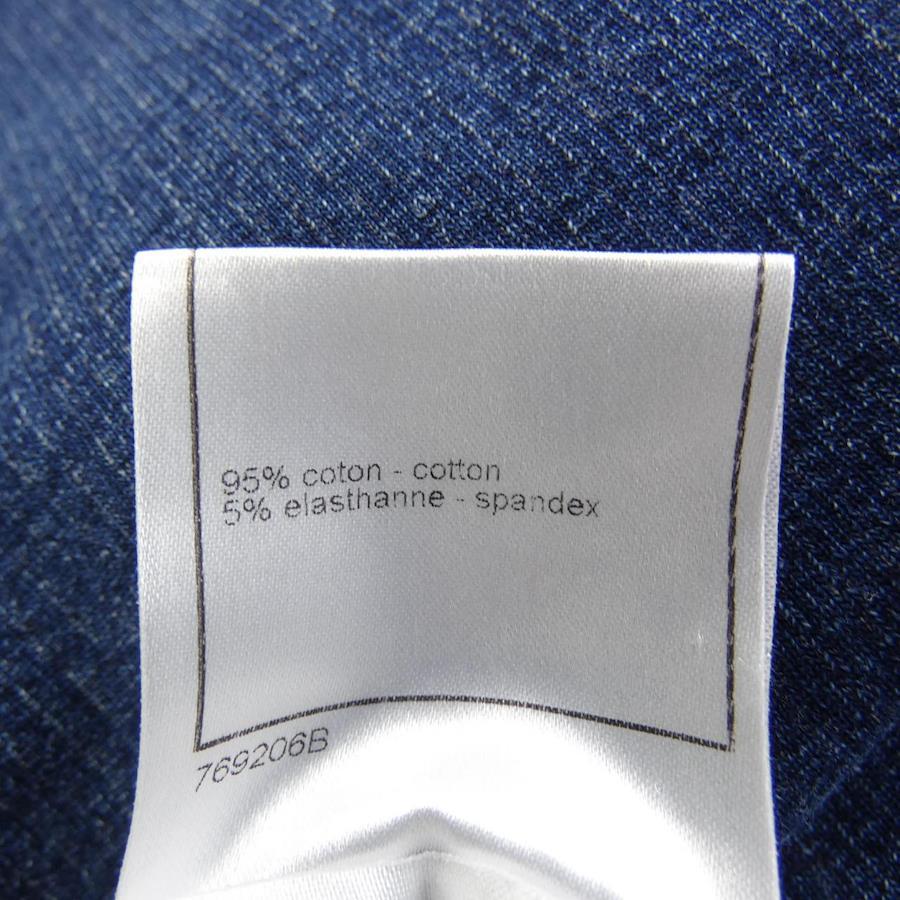 95% coton - cotton
5% elasthanne - spandex
769206B